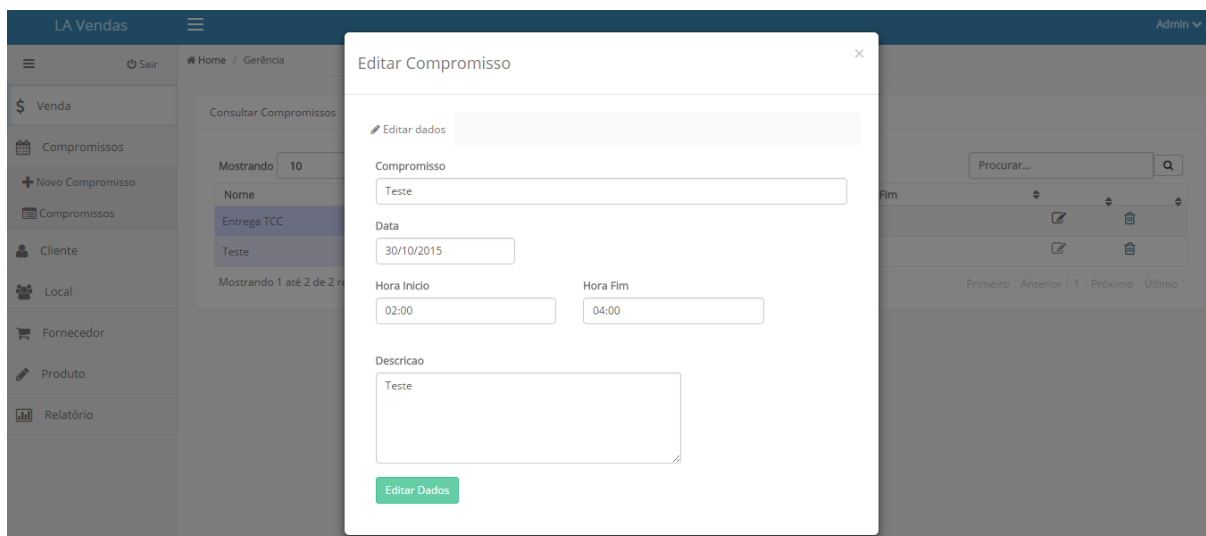 LA Vendas
Admin
Sair
Home / Gerência
Venda
Compromissos
Novo Compromisso
Compromissos
Cliente
Local
Fornecedor
Produto
Relatório
Consultar Compromissos
Mostrando 10
Procurar...
Nome
Fim
Entrega TCC
Teste
Mostrando 1 até 2 de 2
Primeiro Anterior 1 Próximo Último
Editar Compromisso
×
Editar dados
Compromisso
Teste
Data
30/10/2015
Hora Inicio Hora Fim
02:00 04:00
Descricao
Teste
Editar Dados